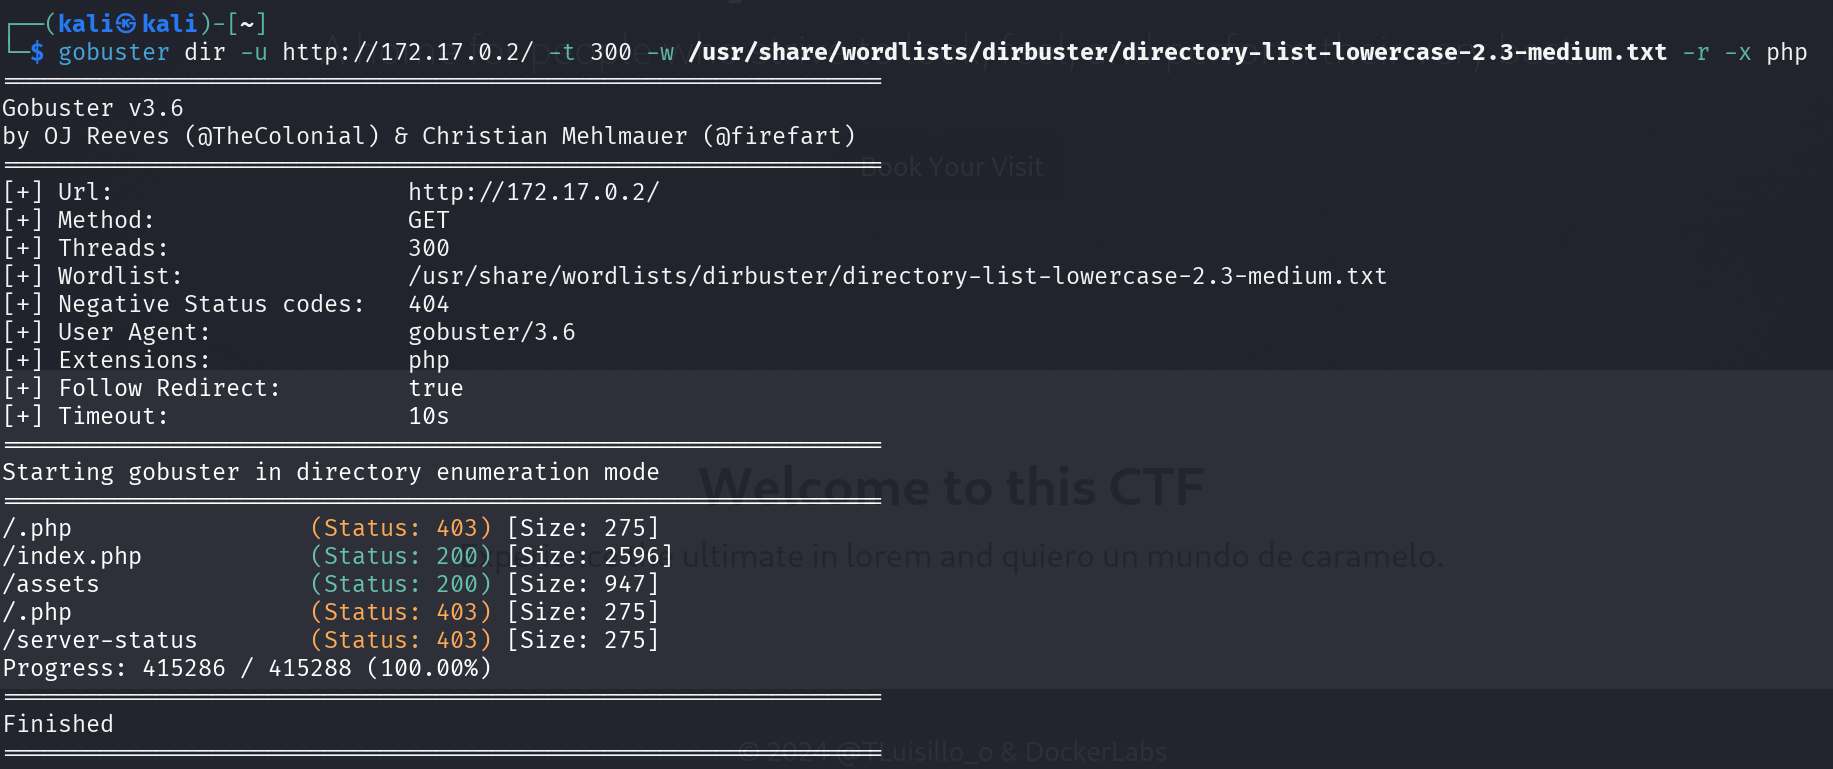 ┌──(kali㉿kali)-[~]
└─$ gobuster dir -u http://172.17.0.2/ -t 300 -w /usr/share/wordlists/dirbuster/directory-list-lowercase-2.3-medium.txt -r -x php
===============================================================
Gobuster v3.6
by OJ Reeves (@TheColonial) & Christian Mehlmauer (@firefart)
===============================================================
Book Your Visit
[+] Url:                     http://172.17.0.2/
[+] Method:                  GET
[+] Threads:                 300
[+] Wordlist:                /usr/share/wordlists/dirbuster/directory-list-lowercase-2.3-medium.txt
[+] Negative Status codes:   404
[+] User Agent:              gobuster/3.6
[+] Extensions:              php
[+] Follow Redirect:         true
[+] Timeout:                 10s
===============================================================
Starting gobuster in directory enumeration mode
Welcome to this CTF
===============================================================
/.php                 (Status: 403) [Size: 275]
/index.php            (Status: 200) [Size: 2596]
ultimate in lorem and quiero un mundo de caramelo.
/assets               (Status: 200) [Size: 947]
/.php                 (Status: 403) [Size: 275]
/server-status        (Status: 403) [Size: 275]
Progress: 415286 / 415288 (100.00%)
===============================================================
Finished
===============================================================
© 2024 @TLuisillo_o & DockerLabs